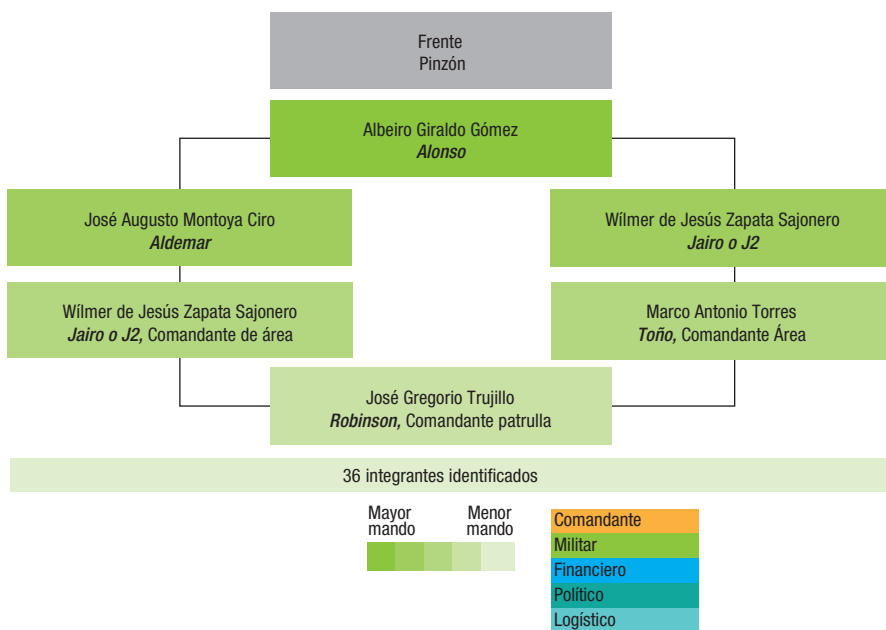 Frente
Pinzón
Albeiro Giraldo Gómez
Alonso
José Augusto Montoya Ciro
Aldemar
Wílmer de Jesús Zapata Sajonero
Jairo o J2
Wílmer de Jesús Zapata Sajonero
Jairo o J2, Comandante de área
Marco Antonio Torres
Toño, Comandante Área
José Gregorio Trujillo
Robinson, Comandante patrulla
36 integrantes identificados
Mayor
mando
Menor
mando
Comandante
Militar
Financiero
Político
Logístico